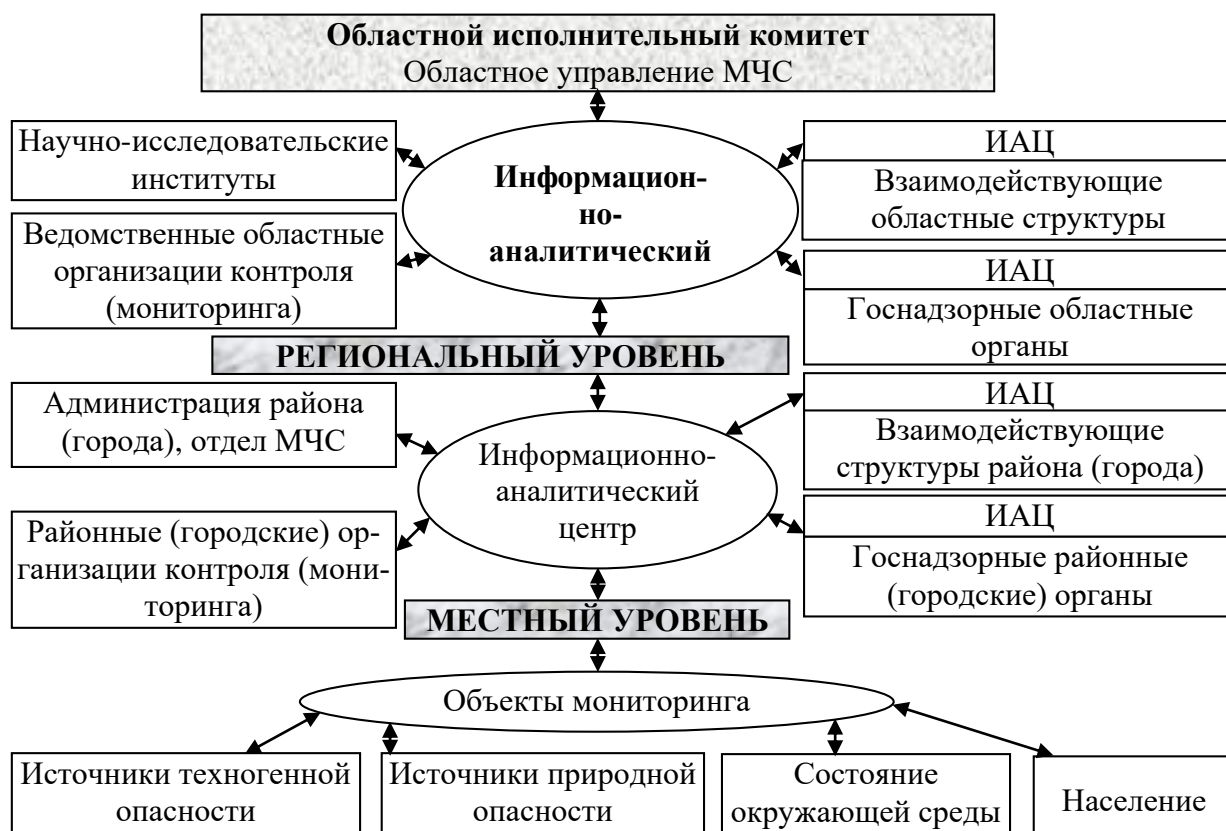 Областной исполнительный комитет
Областное управление МЧС
Научно-исследовательские
институты
Ведомственные областные
организации контроля
(мониторинга)
Информацион-
но-
аналитический
ИАЦ
Взаимодействующие
областные структуры
ИАЦ
Госнадзорные областные
органы
РЕГИОНАЛЬНЫЙ УРОВЕНЬ
Администрация района
(города), отдел МЧС
Районные (городские) ор-
ганизации контроля (мони-
торинга)
Информационно-
аналитический
центр
ИАЦ
Взаимодействующие
структуры района (города)
ИАЦ
Госнадзорные районные
(городские) органы
МЕСТНЫЙ УРОВЕНЬ
Объекты мониторинга
Источники техногенной
опасности
Источники природной
опасности
Состояние
окружающей среды
Население